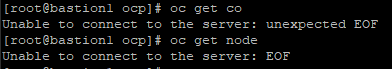 [root@bastion1 ocp]# oc get co
Unable to connect to the server: unexpected EOF
[root@bastion1 ocp]# oc get node
Unable to connect to the server: EOF